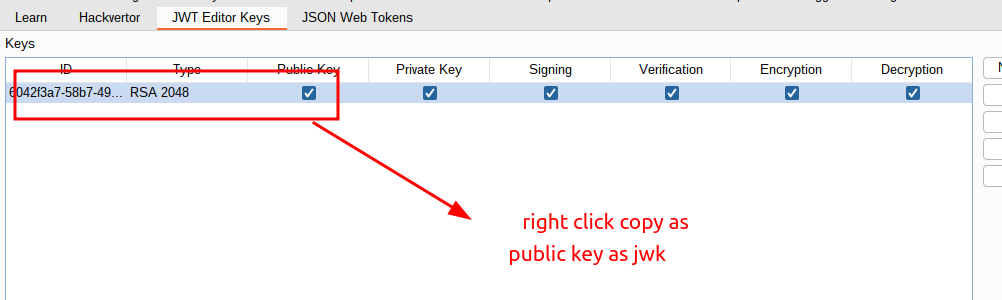 Learn Hackvertor JWT Editor Keys JSON Web Tokens
Keys
ID Type Public Key Private Key Signing Verification Encryption Decryption
6042f3a7-58b7-49... RSA 2048
right click copy as
public key as jwk